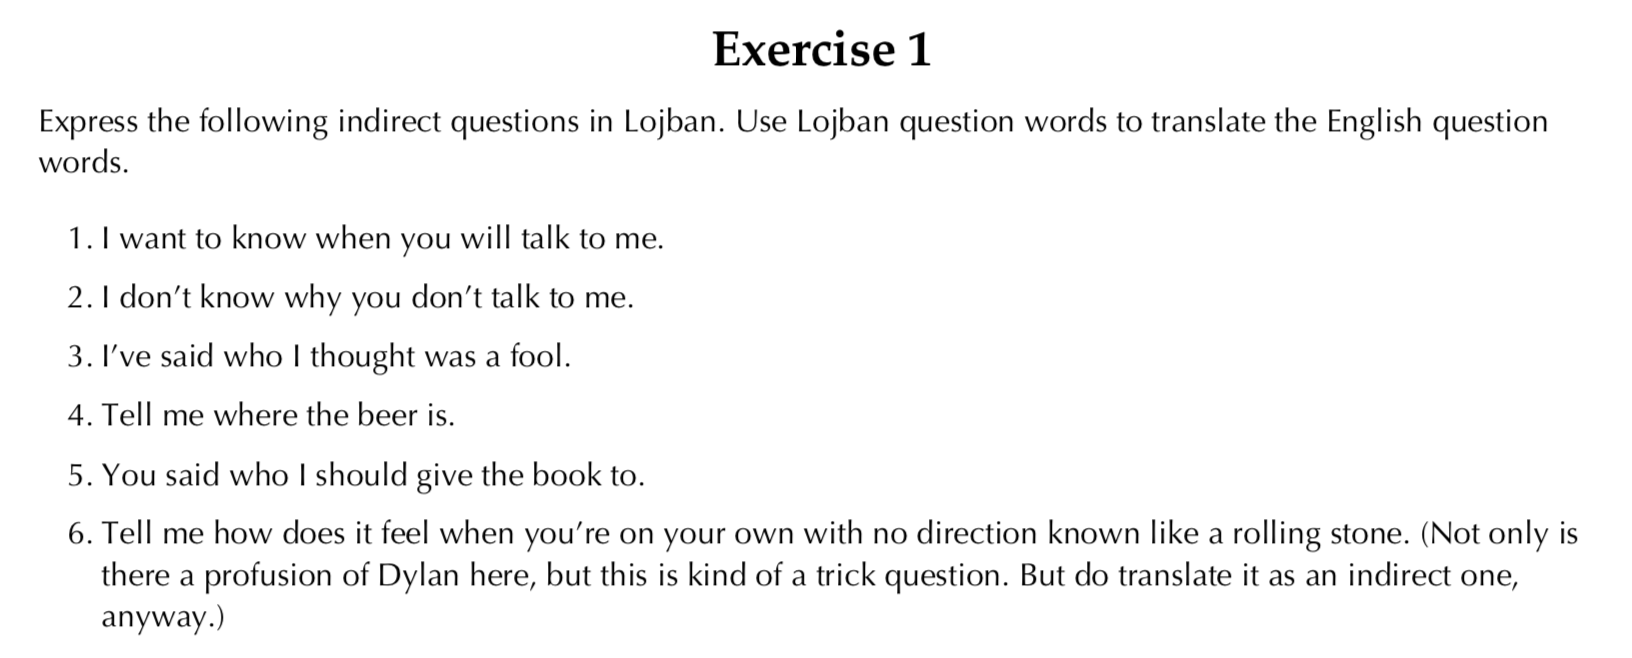 Exercise 1
Express the following indirect questions in Lojban. Use Lojban question words to translate the English question
words.
1. I want to know when you will talk to me.
2. I don’t know why you don’t talk to me.
3. I’ve said who I thought was a fool.
4. Tell me where the beer is.
5. You said who I should give the book to.
6. Tell me how does it feel when you’re on your own with no direction known like a rolling stone. (Not only is
there a profusion of Dylan here, but this is kind of a trick question. But do translate it as an indirect one,
anyway.)